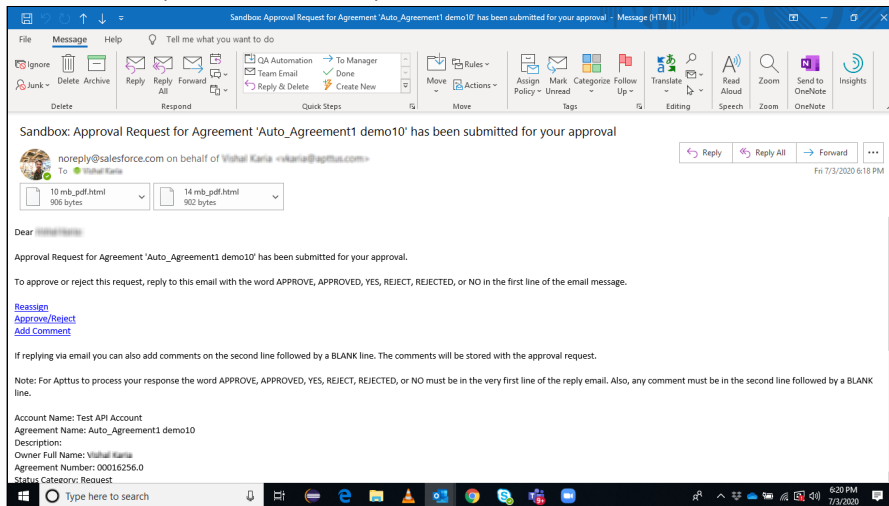 Sandbox: Approval Request for Agreement 'Auto_Agreement1 demo10' has been submitted for your approval - Message (HTML)
File Message Help Tell me what you want to do
Ignore
Junk
Delete
Archive
Reply
Reply All
Forward
QA Automation
Team Email
Reply & Delete
To Manager
Done
Create New
Move
Rules
Actions
Assign Policy
Mark Unread
Categorize
Follow Up
Translate
Read Aloud
Zoom
Send to OneNote
Insights
Delete Respond Quick Steps Move Tags Editing Speech Zoom OneNote
Sandbox: Approval Request for Agreement 'Auto_Agreement1 demo10' has been submitted for your approval
Reply Reply All Forward
noreply@salesforce.com on behalf of
To
Fri 7/3/2020 6:18 PM
10 mb_pdf.html
906 bytes
14 mb_pdf.html
902 bytes
Dear
Approval Request for Agreement 'Auto_Agreement1 demo10' has been submitted for your approval.
To approve or reject this request, reply to this email with the word APPROVE, APPROVED, YES, REJECT, REJECTED, or NO in the first line of the email message.
Reassign
Approve/Reject
Add Comment
If replying via email you can also add comments on the second line followed by a BLANK line. The comments will be stored with the approval request.
Note: For Apttus to process your response the word APPROVE, APPROVED, YES, REJECT, REJECTED, or NO must be in the very first line of the reply email. Also, any comment must be in the second line followed by a BLANK
line.
Account Name: Test API Account
Agreement Name: Auto_Agreement1 demo10
Description:
Owner Full Name:
Agreement Number: 00016256.0
Status Category: Request
Type here to search
9+
6:20 PM
7/3/2020